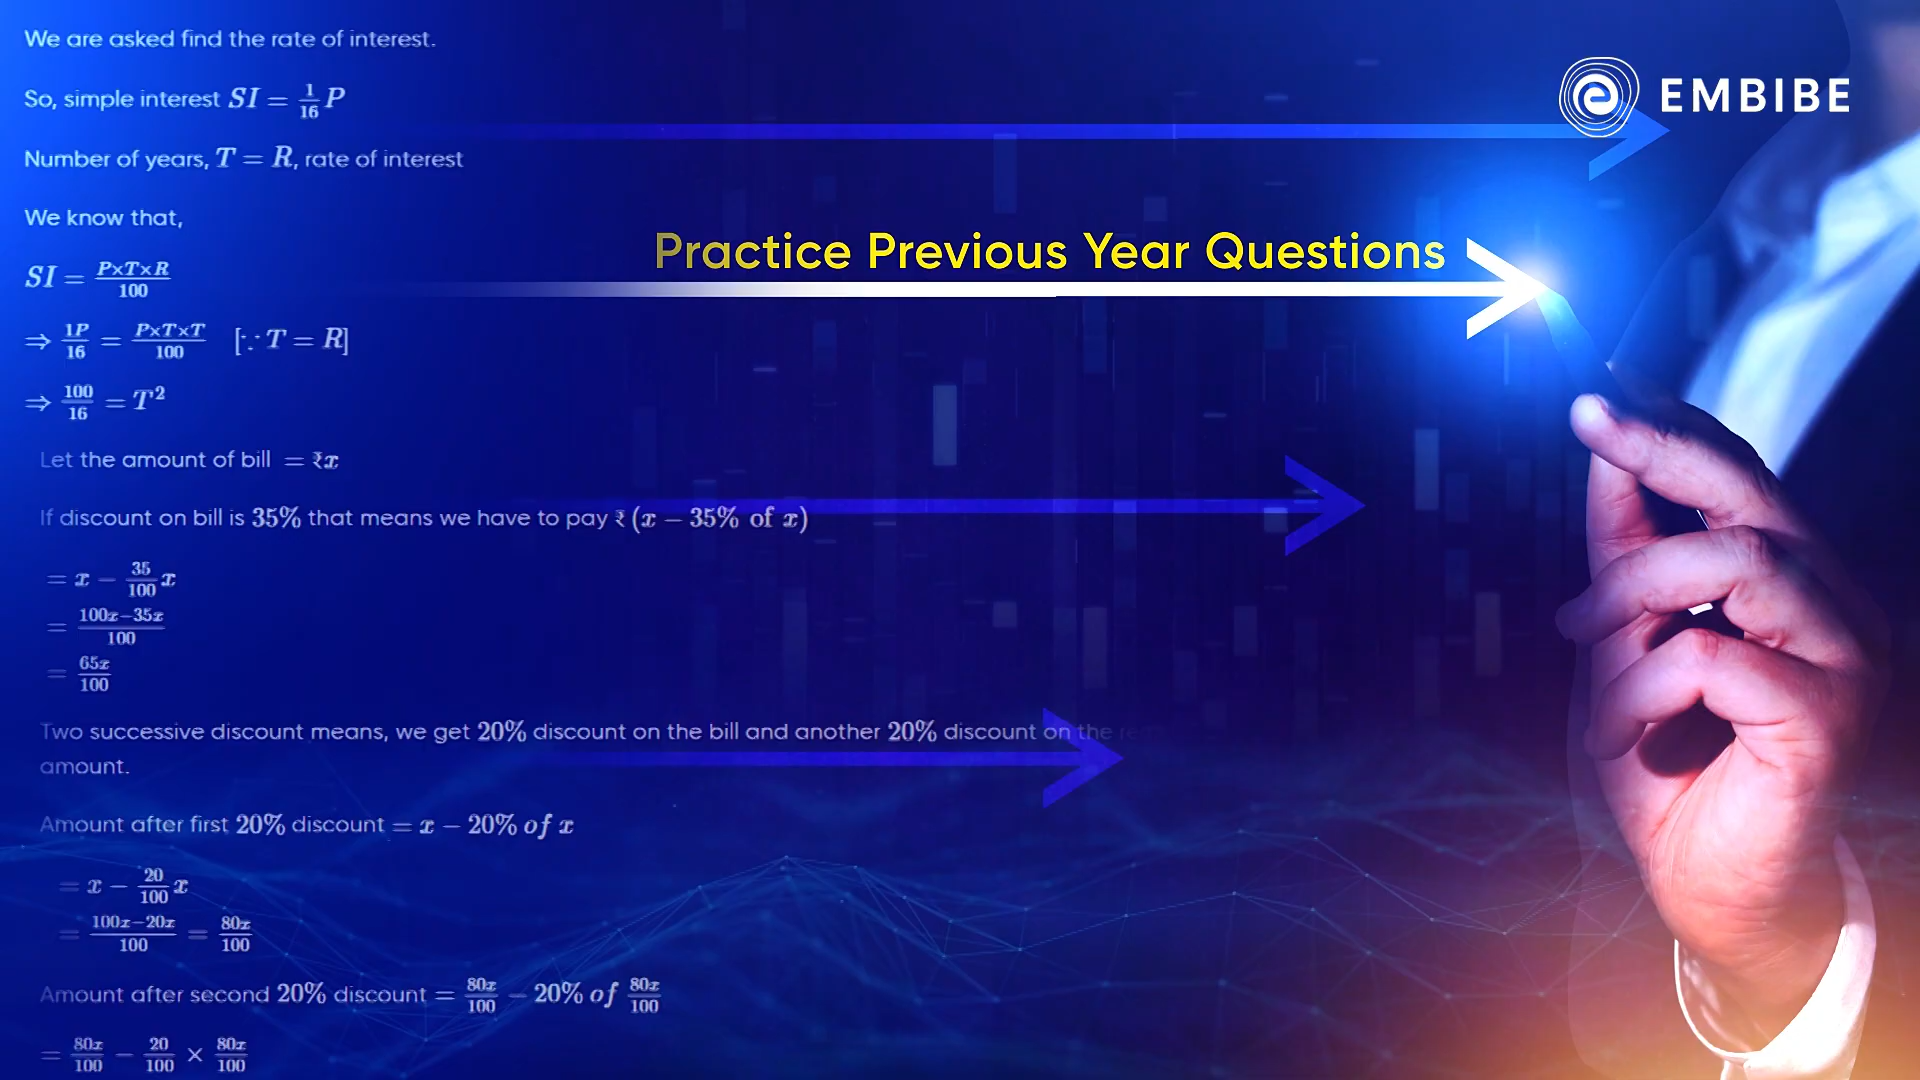 We are asked find the rate of interest.
So, simple interest SI = 1/16 P
Number of years, T = R, rate of interest
We know that,
SI = P×T×R/100
⇒ 1P/16 = P×T×T/100 [∵ T = R]
⇒ 100/16 = T²
Let the amount of bill = ₹x
If discount on bill is 35% that means we have to pay ₹ (x − 35% of x)
= x − 35/100 x
= 100x−35x/100
= 65x/100
Two successive discount means, we get 20% discount on the bill and another 20% discount on the
amount.
Amount after first 20% discount = x − 20% of x
= x − 20/100 x
= 100x−20x/100 = 80x/100
Amount after second 20% discount = 80x/100 − 20% of 80x/100
= 80x/100 − 20/100 × 80x/100
Practice Previous Year Questions
EMBIBE